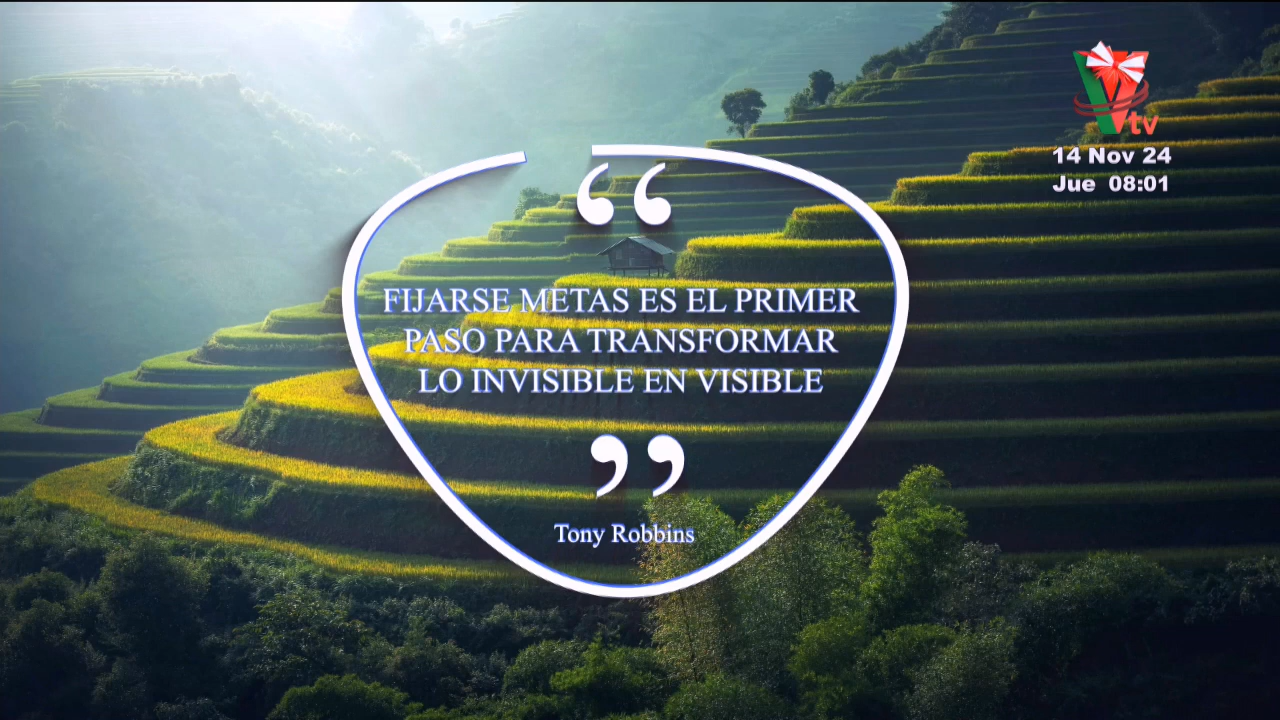 Vtv
14 Nov 24
Jue 08:01
“
FIJARSE METAS ES EL PRIMER
PASO PARA TRANSFORMAR
LO INVISIBLE EN VISIBLE
”
Tony Robbins